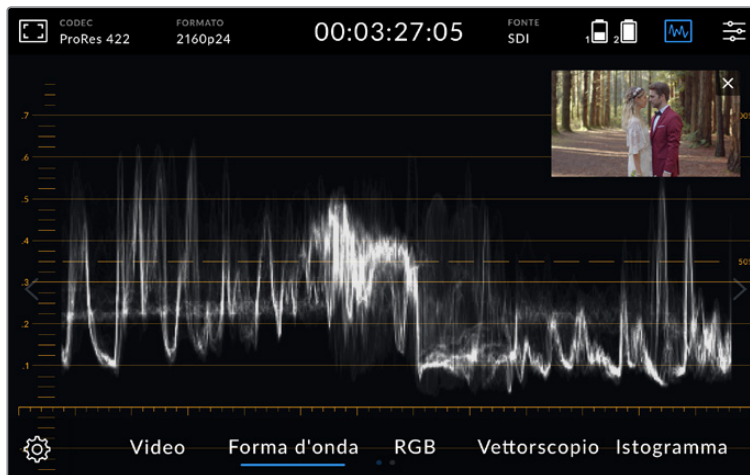 CODEC
ProRes 422
FORMATO
2160p24
00:03:27:05
FONTE
SDI
1
2
.7
.6
.5
.4
50%
.3
.2
.1
Video Forma d'onda RGB Vettorscopio Istogramma